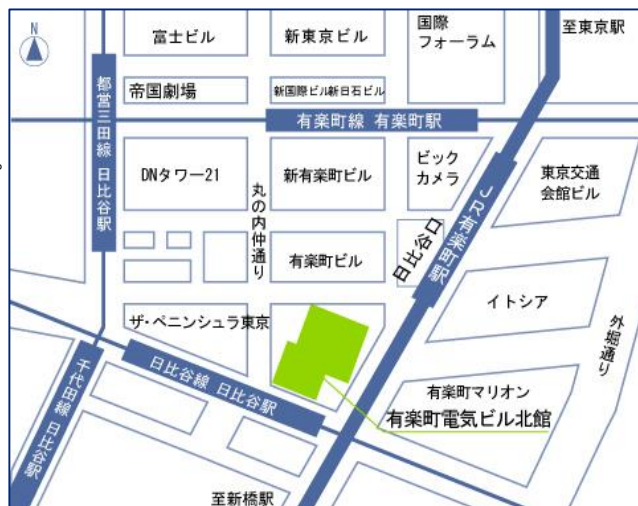 N
富士ビル
新東京ビル
国際
フォーラム
至東京駅
帝国劇場
新国際ビル
新日石ビル
都営三田線 日比谷駅
有楽町線 有楽町駅
DNタワー21
丸の内仲通り
新有楽町ビル
ビック
カメラ
JR有楽町駅
東京交通
会館ビル
日比谷口
有楽町ビル
イトシア
外堀通り
ザ・ペニンシュラ東京
日比谷線 日比谷駅
千代田線 日比谷駅
有楽町マリオン
有楽町電気ビル北館
至新橋駅